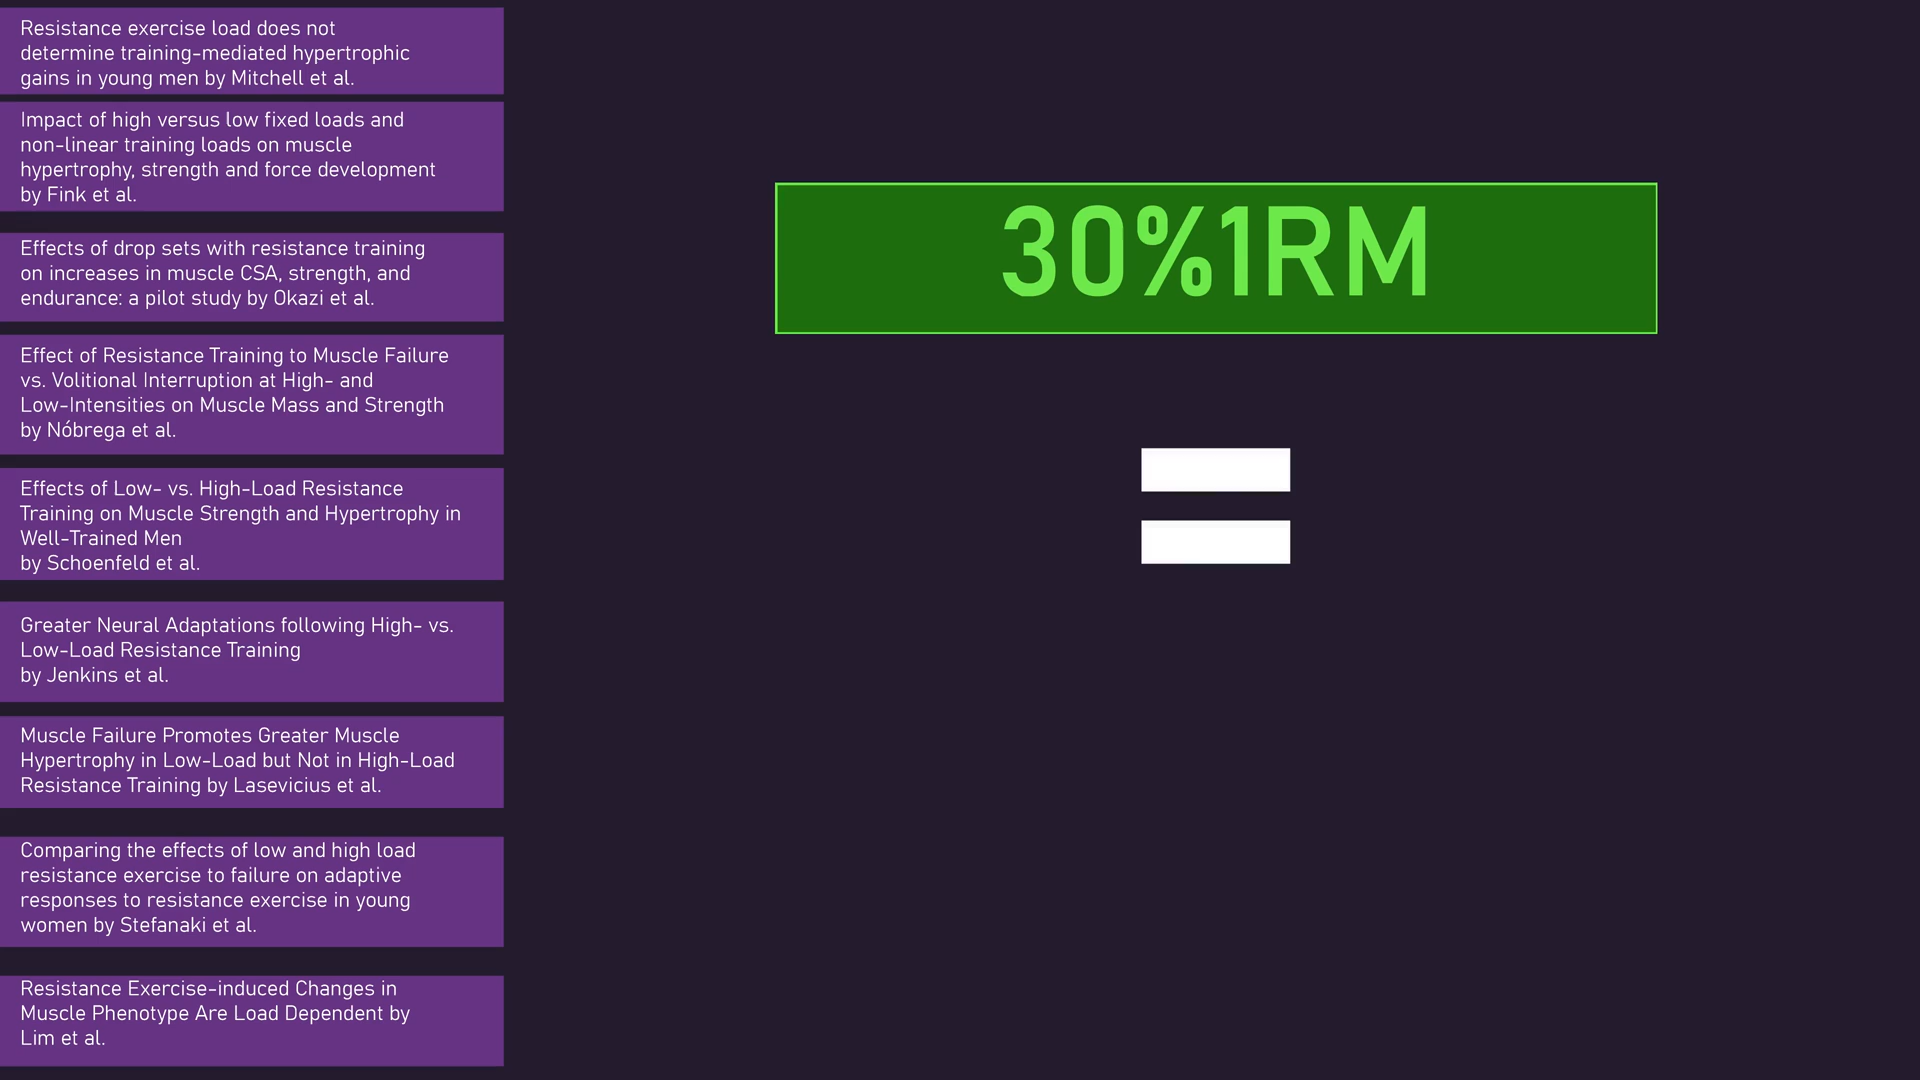 Resistance exercise load does not
determine training-mediated hypertrophic
gains in young men by Mitchell et al.
Impact of high versus low fixed loads and
non-linear training loads on muscle
hypertrophy, strength and force development
by Fink et al.
Effects of drop sets with resistance training
on increases in muscle CSA, strength, and
endurance: a pilot study by Okazi et al.
Effect of Resistance Training to Muscle Failure
vs. Volitional Interruption at High- and
Low-Intensities on Muscle Mass and Strength
by Nóbrega et al.
Effects of Low- vs. High-Load Resistance
Training on Muscle Strength and Hypertrophy in
Well-Trained Men
by Schoenfeld et al.
Greater Neural Adaptations following High- vs.
Low-Load Resistance Training
by Jenkins et al.
Muscle Failure Promotes Greater Muscle
Hypertrophy in Low-Load but Not in High-Load
Resistance Training by Lasevicius et al.
Comparing the effects of low and high load
resistance exercise to failure on adaptive
responses to resistance exercise in young
women by Stefanaki et al.
Resistance Exercise-induced Changes in
Muscle Phenotype Are Load Dependent by
Lim et al.
30%1RM
=